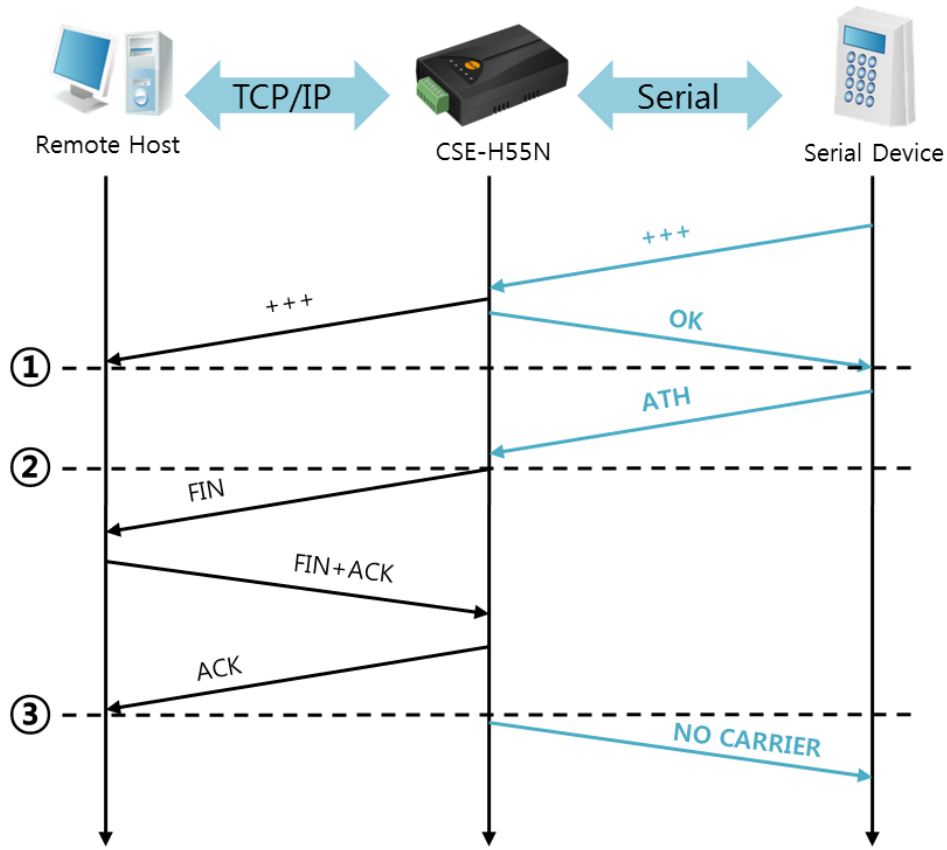 TCP/IP
Serial
Remote Host
CSE-H55N
Serial Device
+++
+++
OK
①
ATH
②
FIN
FIN+ACK
ACK
③
NO CARRIER